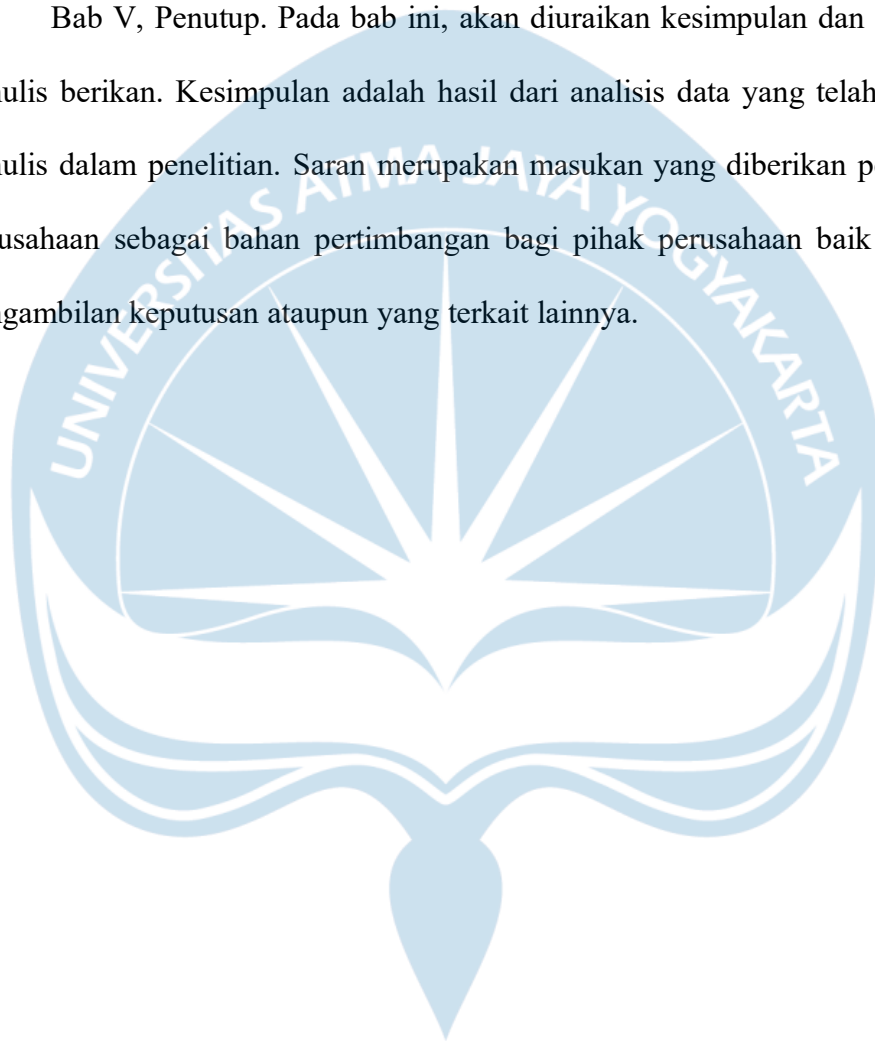 Bab V, Penutup. Pada bab ini, akan diuraikan kesimpulan dan
ulis berikan. Kesimpulan adalah hasil dari analisis data yang telah
ulis dalam penelitian. Saran merupakan masukan yang diberikan pe
usahaan sebagai bahan pertimbangan bagi pihak perusahaan baik
gambilan keputusan ataupun yang terkait lainnya.
UNIVERSITAS ATMA JAYA YOGYAKARTA